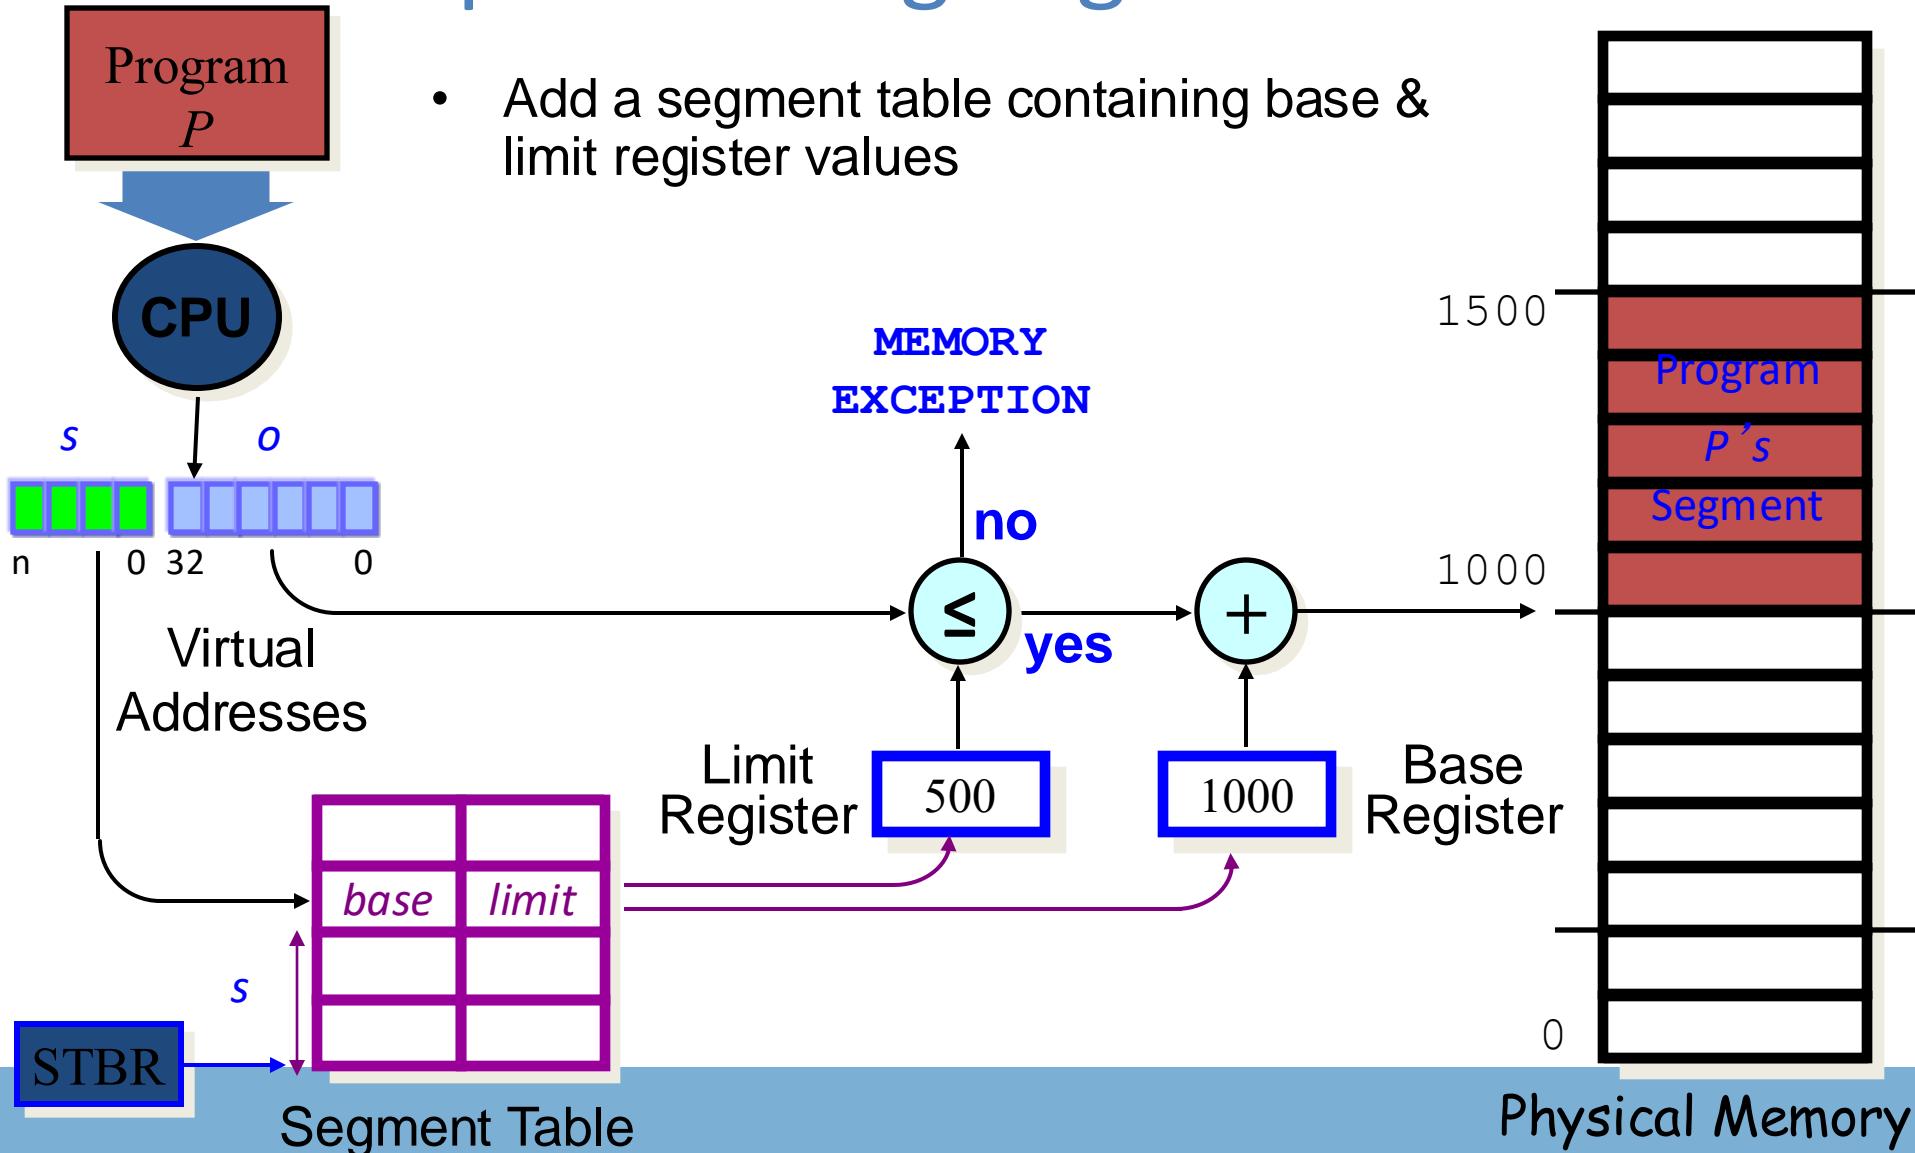 Program
P
• Add a segment table containing base &
limit register values
CPU
s
o
n
0
32
0
Virtual
Addresses
MEMORY
EXCEPTION
no
≤
yes
+
Limit
Register
500
1000
Base
Register
base
limit
s
STBR
Segment Table
1500
Program
P's
Segment
1000
0
Physical Memory